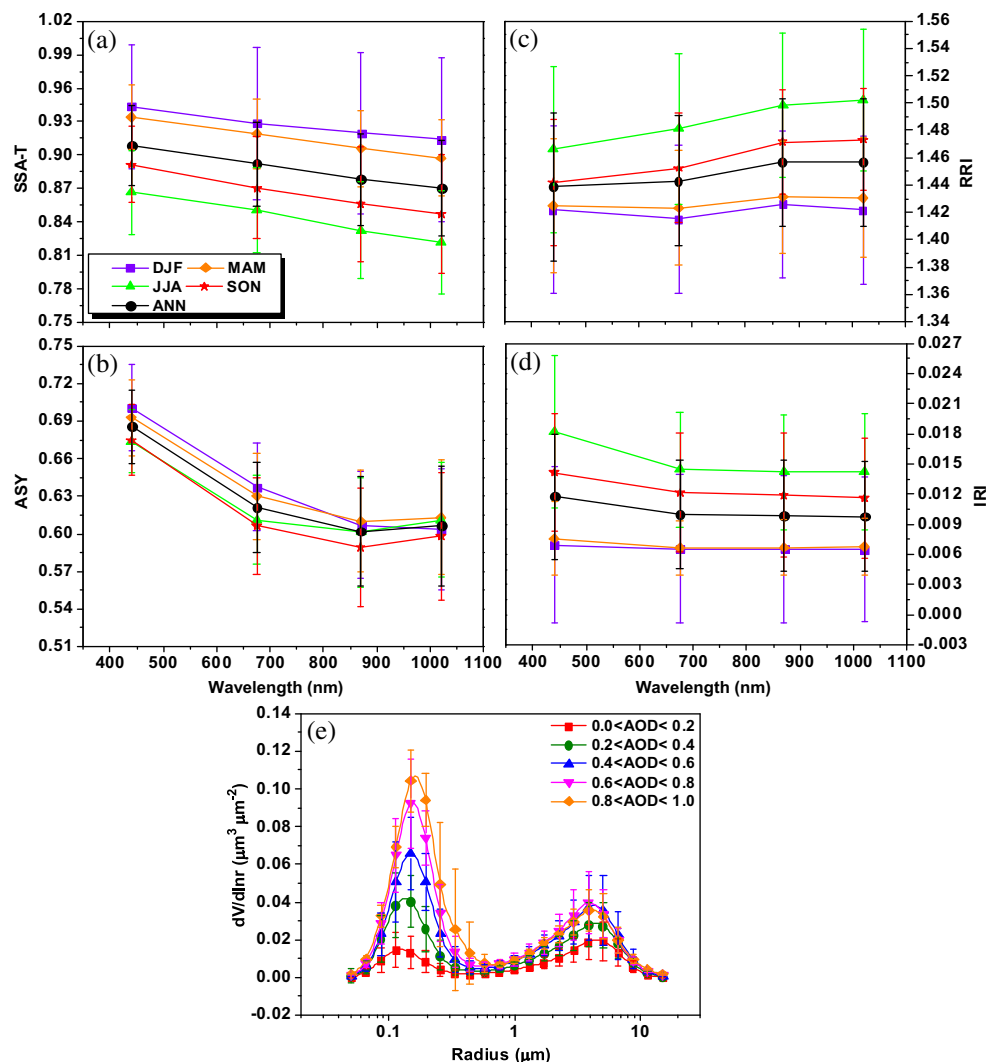 (a)
1.02
0.99
0.96
0.93
0.90
0.87
0.84
0.81
0.78
0.75
SSA-T
DJF MAM
JJA SON
ANN
(c)
1.56
1.54
1.52
1.50
1.48
1.46
1.44
1.42
1.40
1.38
1.36
1.34
RRI
(b)
0.75
0.72
0.69
0.66
0.63
0.60
0.57
0.54
0.51
ASY
400 500 600 700 800 900 1000 1100
Wavelength (nm)
(d)
0.027
0.024
0.021
0.018
0.015
0.012
0.009
0.006
0.003
0.000
-0.003
IRI
400 500 600 700 800 900 1000 1100
Wavelength (nm)
(e)
0.14
0.12
0.10
0.08
0.06
0.04
0.02
0.00
-0.02
dV/dlnr (μm³ μm⁻²)
0.0<AOD< 0.2
0.2<AOD< 0.4
0.4<AOD< 0.6
0.6<AOD< 0.8
0.8<AOD< 1.0
0.1 1 10
Radius (μm)